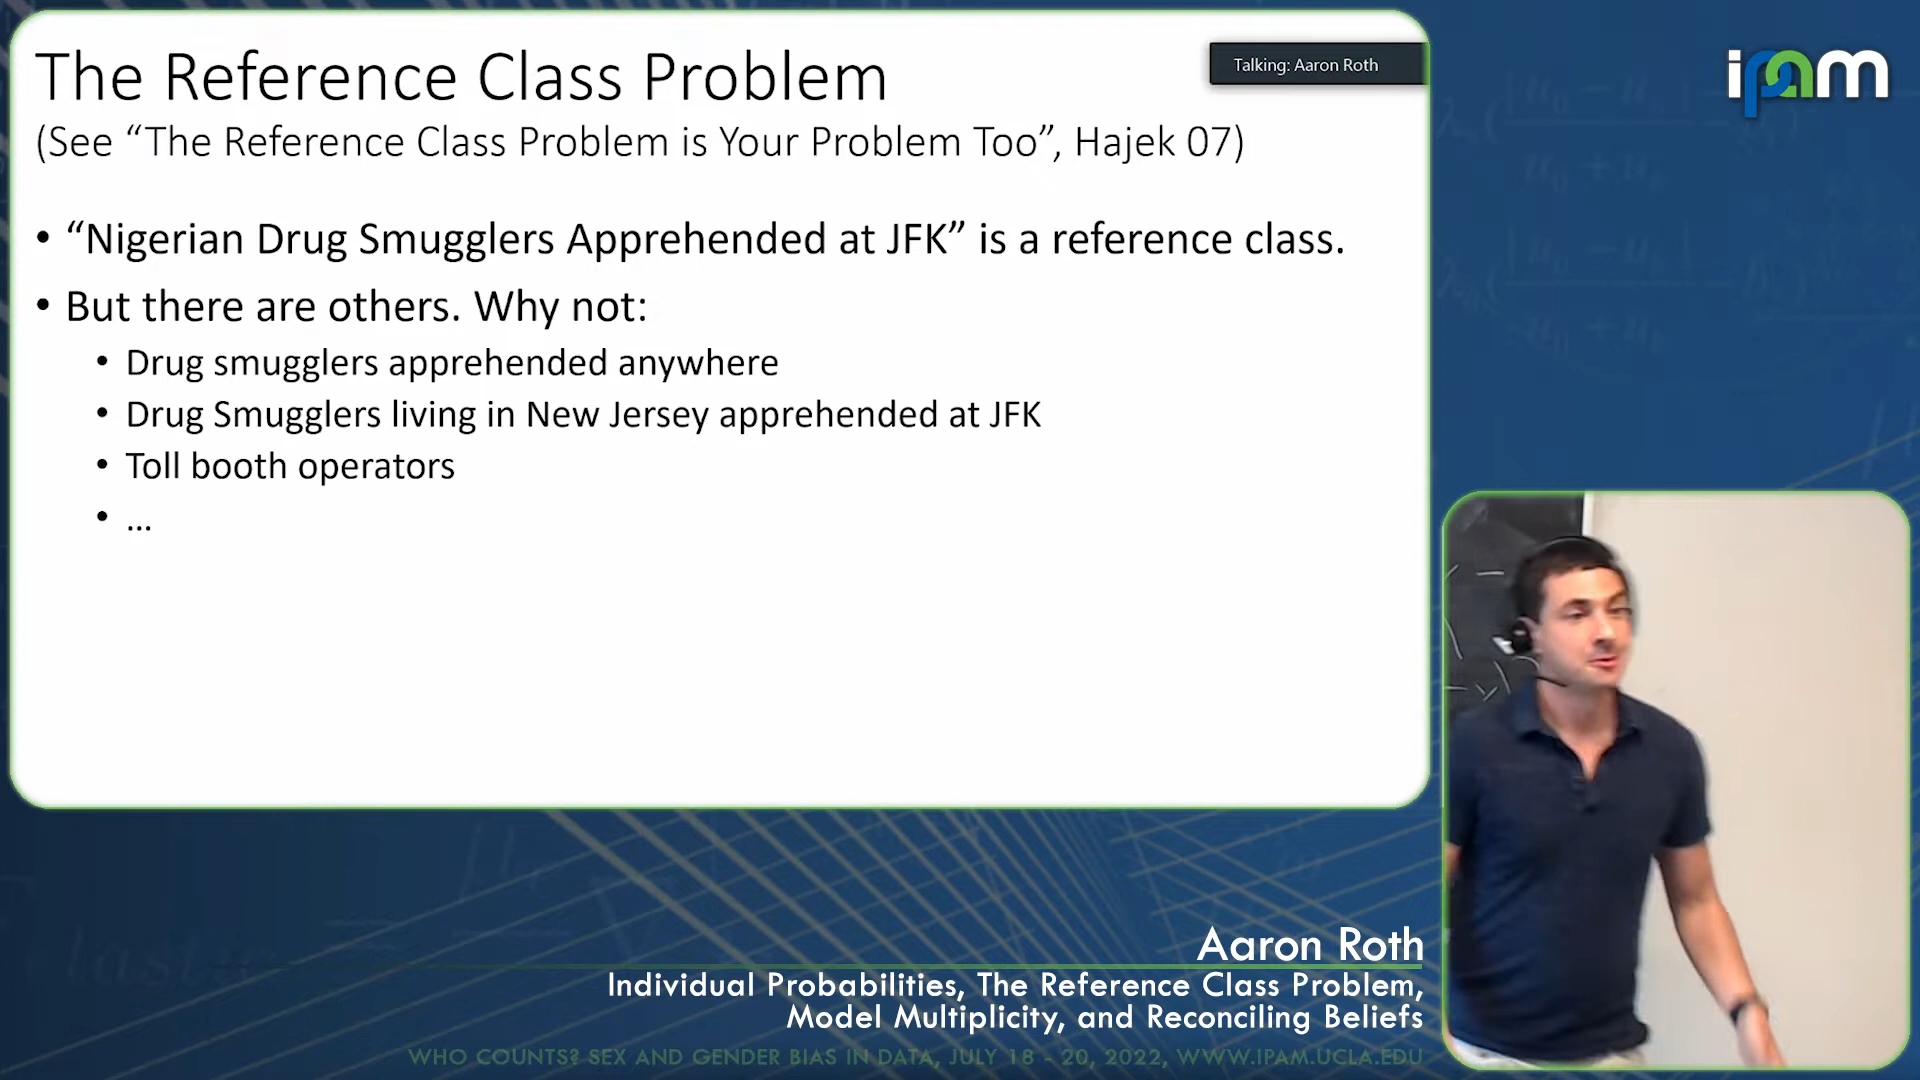 The Reference Class Problem
(See “The Reference Class Problem is Your Problem Too”, Hajek 07)
Talking: Aaron Roth
ipam
• “Nigerian Drug Smugglers Apprehended at JFK” is a reference class.
• But there are others. Why not:
• Drug smugglers apprehended anywhere
• Drug Smugglers living in New Jersey apprehended at JFK
• Toll booth operators
• ...
Aaron Roth
Individual Probabilities, The Reference Class Problem,
Model Multiplicity, and Reconciling Beliefs
WHO COUNTS? SEX AND GENDER BIAS IN DATA, JULY 18 - 20, 2022, WWW.IPAM.UCLA.EDU